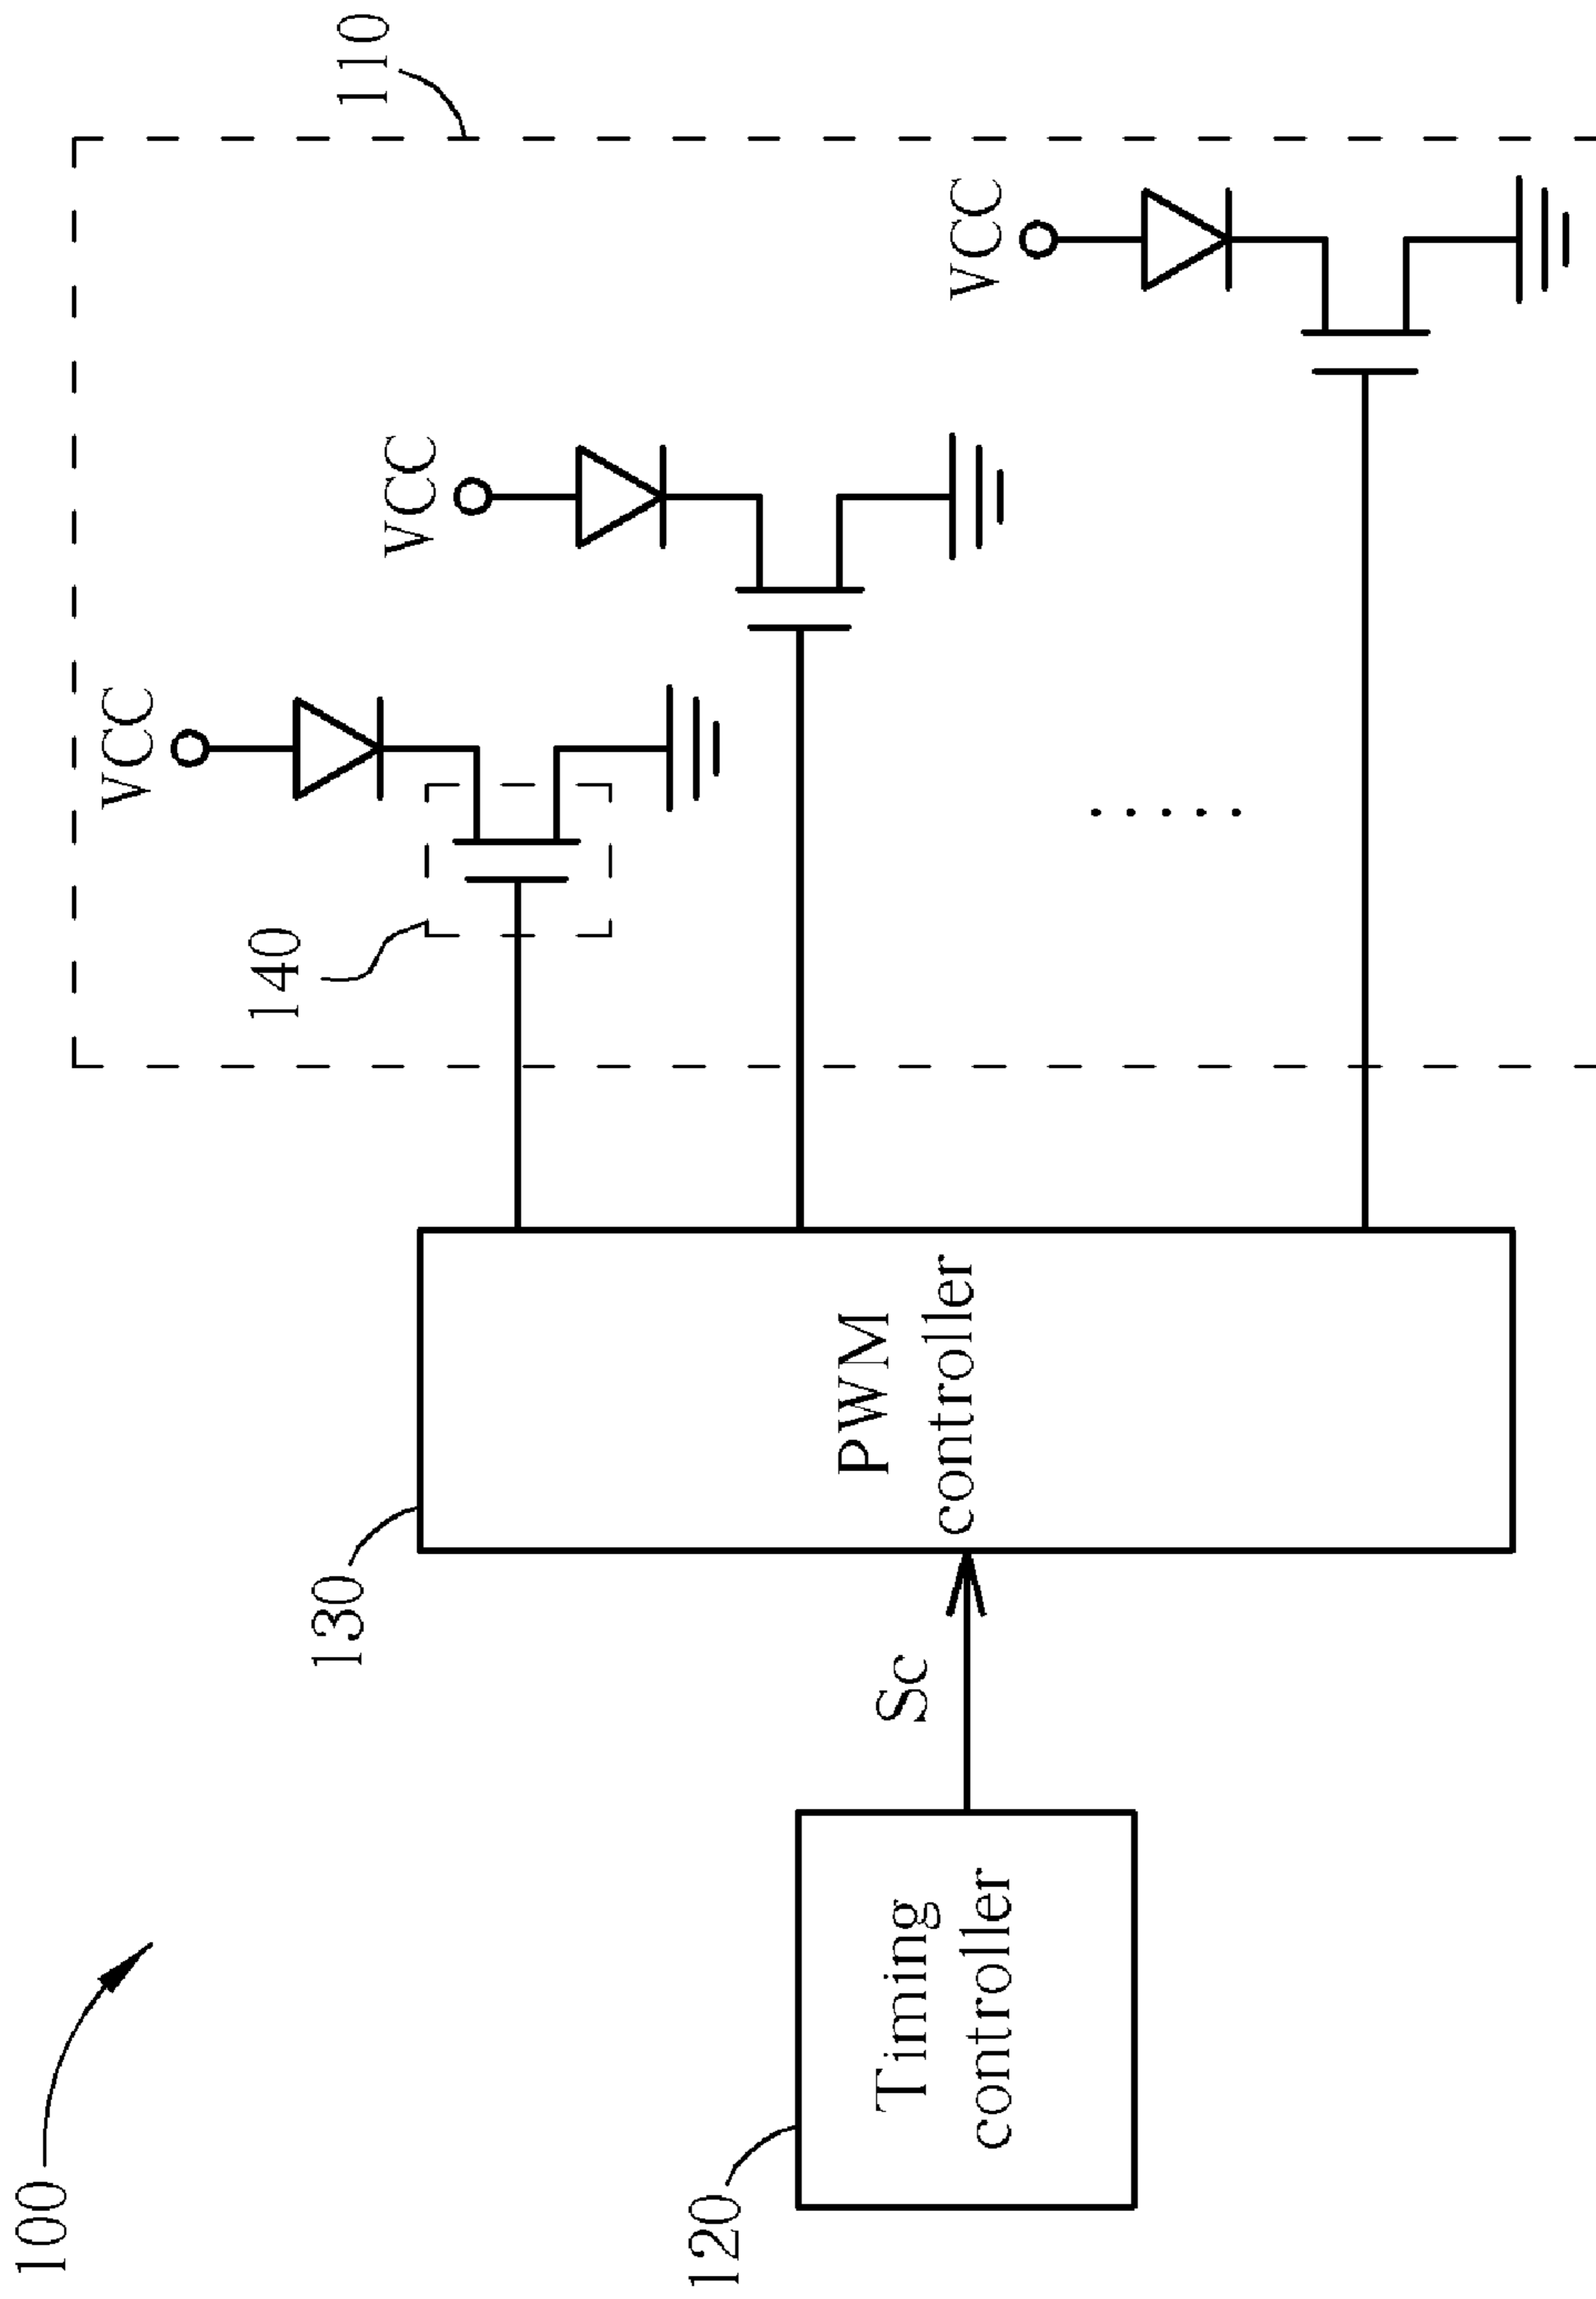 100
110
VCC
140
VCC
130
120
Timing
controller
Sc
PWM
controller
VCC